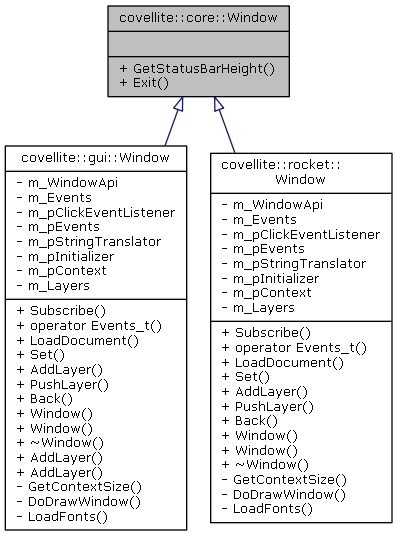 covellite::core::Window
+ GetStatusBarHeight()
+ Exit()
covellite::gui::Window
- m_WindowApi
- m_Events
- m_pClickEventListener
- m_pEvents
- m_pStringTranslator
- m_pInitializer
- m_pContext
- m_Layers
+ Subscribe()
+ operator Events_t()
+ LoadDocument()
+ Set()
+ AddLayer()
+ PushLayer()
+ Back()
+ Window()
+ Window()
+ ~Window()
+ AddLayer()
+ AddLayer()
- GetContextSize()
- DoDrawWindow()
- LoadFonts()
covellite::rocket::
Window
- m_WindowApi
- m_Events
- m_pClickEventListener
- m_pEvents
- m_pStringTranslator
- m_pInitializer
- m_pContext
- m_Layers
+ Subscribe()
+ operator Events_t()
+ LoadDocument()
+ Set()
+ AddLayer()
+ PushLayer()
+ Back()
+ Window()
+ Window()
+ ~Window()
- GetContextSize()
- DoDrawWindow()
- LoadFonts()